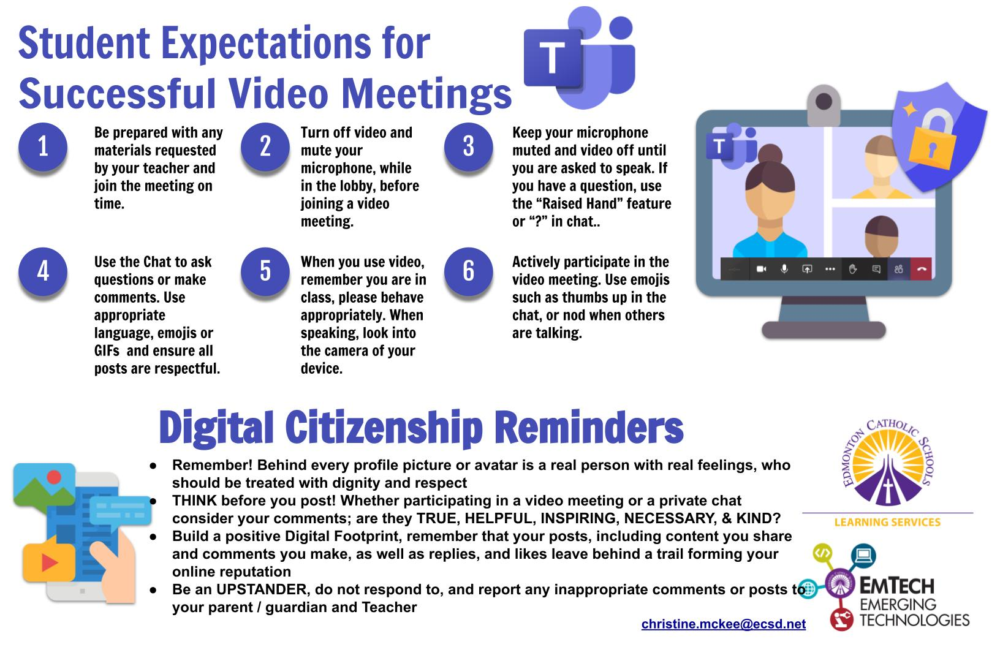 Student Expectations for
Successful Video Meetings
T
1
Be prepared with any
materials requested
by your teacher and
join the meeting on
time.
2
Turn off video and
mute your
microphone, while
in the lobby, before
joining a video
meeting.
3
Keep your microphone
muted and video off until
you are asked to speak. If
you have a question, use
the “Raised Hand” feature
or “?” in chat..
T
4
Use the Chat to ask
questions or make
comments. Use
appropriate
language, emojis or
GIFs  and ensure all
posts are respectful.
5
When you use video,
remember you are in
class, please behave
appropriately. When
speaking, look into
the camera of your
device.
6
Actively participate in the
video meeting. Use emojis
such as thumbs up in the
chat, or nod when others
are talking.
Digital Citizenship Reminders
● Remember! Behind every profile picture or avatar is a real person with real feelings, who
should be treated with dignity and respect
● THINK before you post! Whether participating in a video meeting or a private chat
consider your comments; are they TRUE, HELPFUL, INSPIRING, NECESSARY, & KIND?
● Build a positive Digital Footprint, remember that your posts, including content you share
and comments you make, as well as replies, and likes leave behind a trail forming your
online reputation
● Be an UPSTANDER, do not respond to, and report any inappropriate comments or posts to
your parent / guardian and Teacher
christine.mckee@ecsd.net
EDMONTON CATHOLIC SCHOOLS
LEARNING SERVICES
</>
EMTECH
EMERGING
TECHNOLOGIES